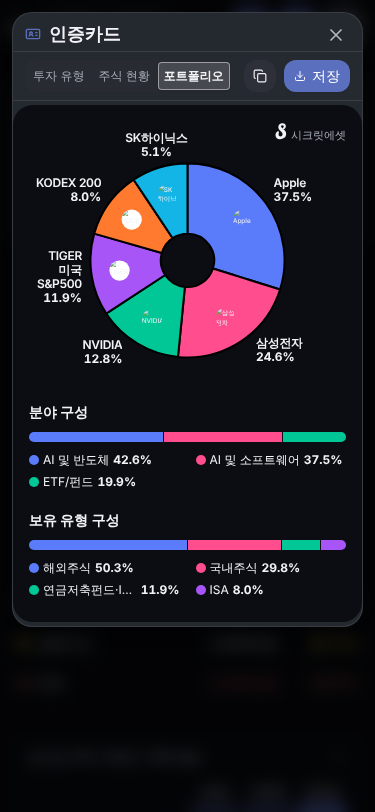 인증카드
투자 유형
주식 현황
포트폴리오
저장
시크릿에셋
SK하이닉스
5.1%
KODEX 200
8.0%
Apple
37.5%
TIGER
미국
S&P500
11.9%
NVIDIA
12.8%
삼성전자
24.6%
Apple
분야 구성
AI 및 반도체 42.6%
AI 및 소프트웨어 37.5%
ETF/펀드 19.9%
보유 유형 구성
해외주식 50.3%
국내주식 29.8%
연금저축펀드·I... 11.9%
ISA 8.0%